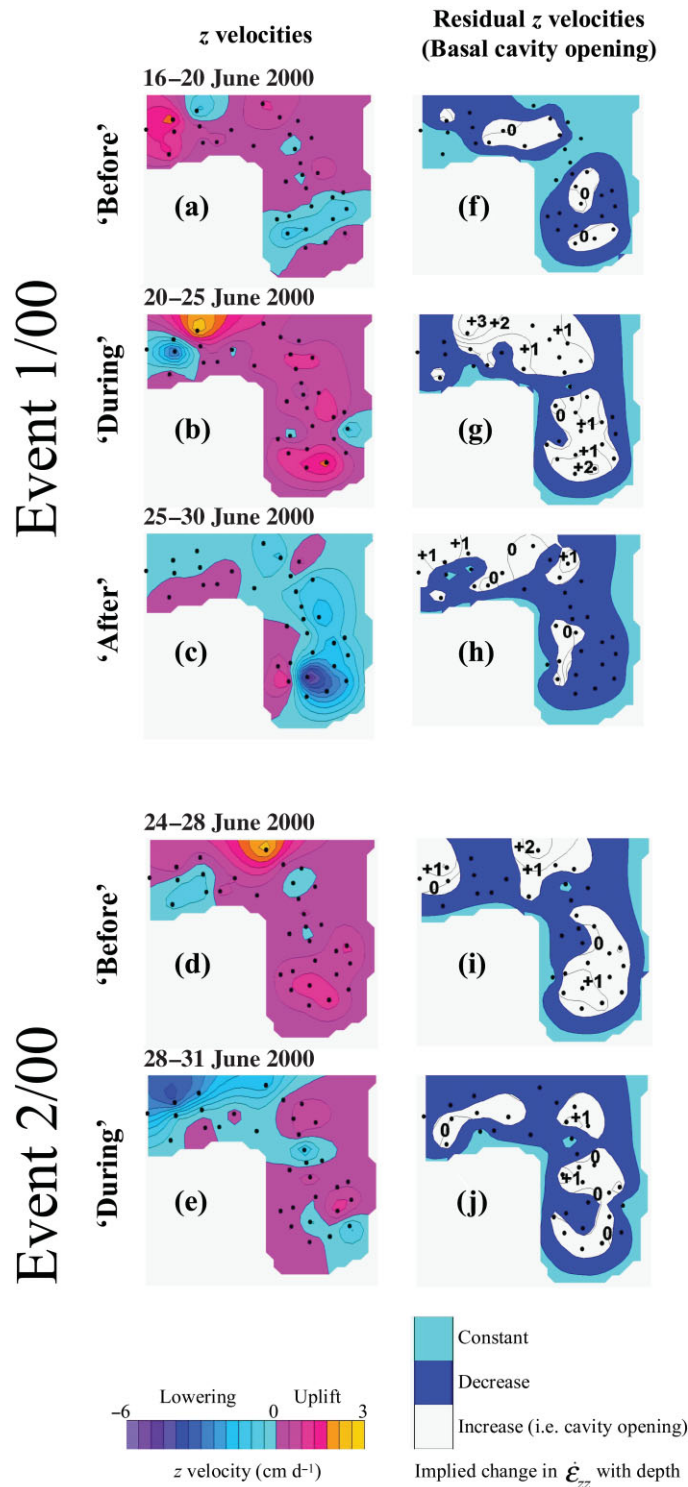 z velocities
Residual z velocities
(Basal cavity opening)
Event 1/00
'Before'
16–20 June 2000
(a)
0
0
0
(f)
'During'
20–25 June 2000
(b)
+3 +2
+1
+1
0
+1
+1
+2
(g)
'After'
25–30 June 2000
(c)
+1
+1
0
+1
0
0
(h)
Event 2/00
'Before'
24–28 June 2000
(d)
+2
+1
+1
0
0
+1
(i)
'During'
28–31 June 2000
(e)
0
+1
0
+1
0
0
(j)
Lowering
Uplift
−6
0
3
z velocity (cm d⁻¹)
Constant
Decrease
Increase (i.e. cavity opening)
Implied change in ε̇zz with depth